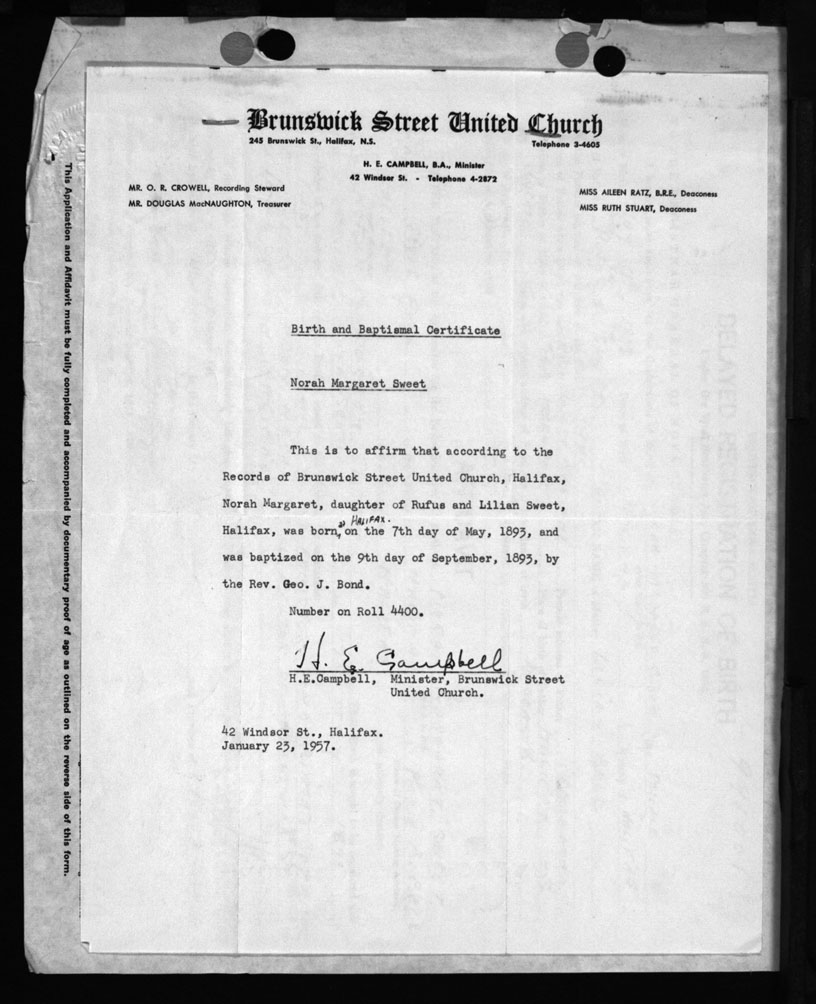 Brunswick Street United Church
245 Brunswick St., Halifax, N.S.
Telephone 3-4605
H. E. CAMPBELL, B.A., Minister
42 Windsor St. - Telephone 4-2872
MR. O. R. CROWELL, Recording Steward
MR. DOUGLAS MacNAUGHTON, Treasurer
MISS AILEEN RATZ, B.R.E., Deaconess
MISS RUTH STUART, Deaconess
Birth and Baptismal Certificate
Norah Margaret Sweet
This is to affirm that according to the
Records of Brunswick Street United Church, Halifax,
Norah Margaret, daughter of Rufus and Lilian Sweet,
HALIFAX.
Halifax, was born, on the 7th day of May, 1893, and
was baptized on the 9th day of September, 1893, by
the Rev. Geo. J. Bond.
Number on Roll 4400.
H. E. Campbell
H.E.Campbell, Minister, Brunswick Street
United Church.
42 Windsor St., Halifax.
January 23, 1957.
This Application and Affidavit must be fully completed and accompanied by documentary proof of age as outlined on the reverse side of this form.